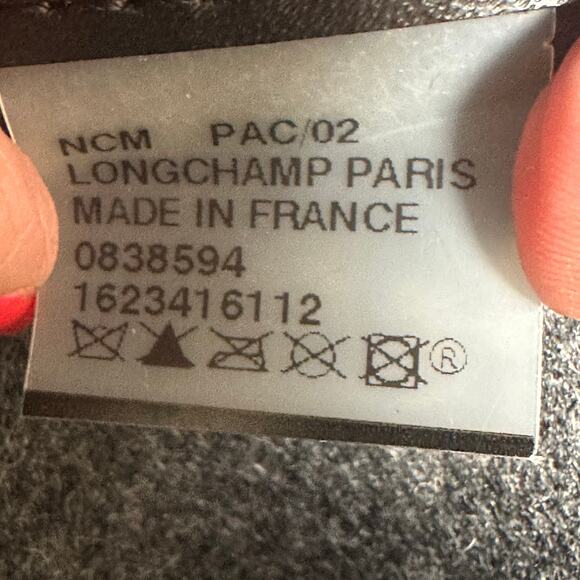 NCM PAC/02
LONGCHAMP PARIS
MADE IN FRANCE
0838594
1623416112
®